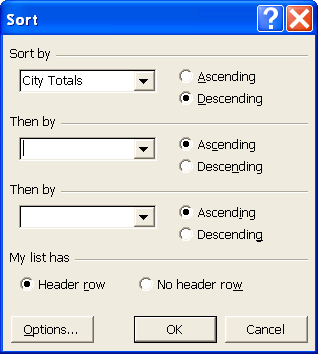 Sort
Sort by
City Totals
Ascending
Descending
Then by
Ascending
Descending
Then by
Ascending
Descending
My list has
Header row
No header row
Options...
OK
Cancel